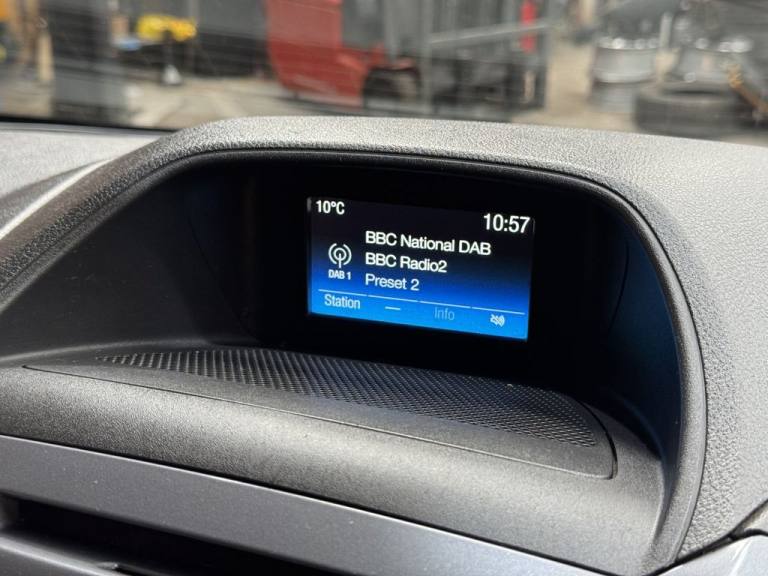 10°C
10:57
BBC National DAB
BBC Radio2
DAB 1
Preset 2
Station
Info